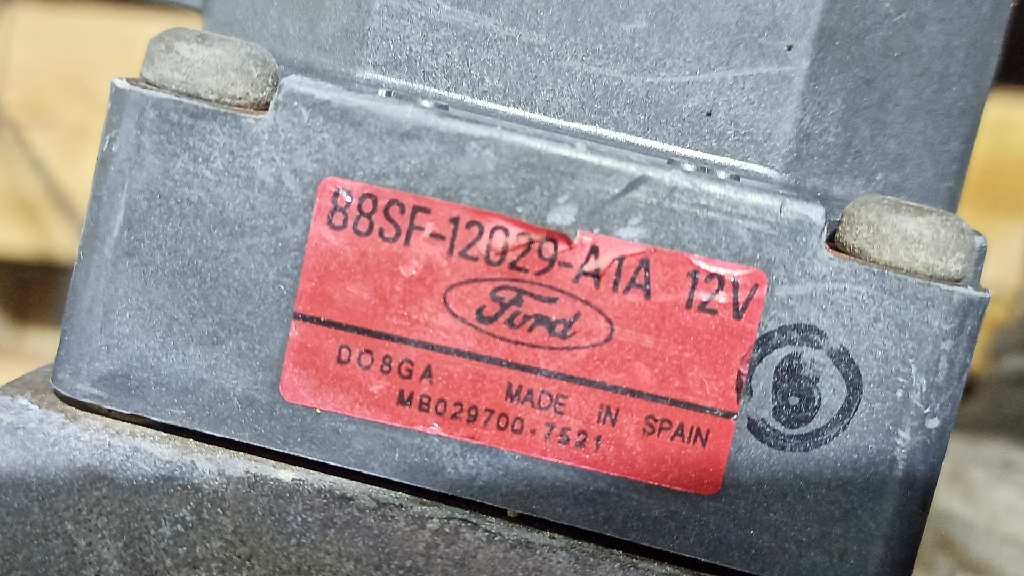 88SF-12029-A1A 12V
Ford
DO8GA MADE IN SPAIN
MB029700-7521